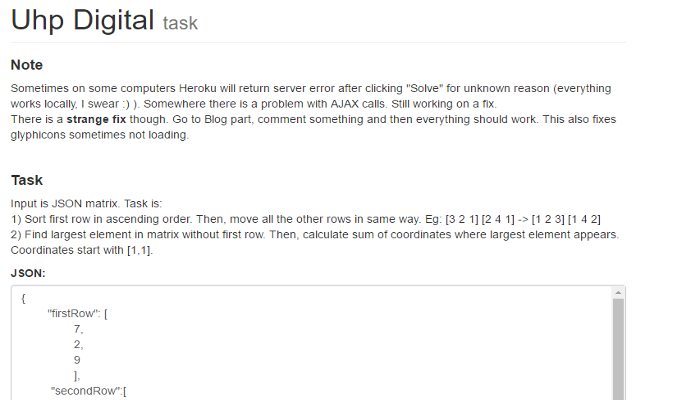 Uhp Digital task
Note
Sometimes on some computers Heroku will return server error after clicking "Solve" for unknown reason (everything
works locally, I swear :) ). Somewhere there is a problem with AJAX calls. Still working on a fix.
There is a strange fix though. Go to Blog part, comment something and then everything should work. This also fixes
glyphicons sometimes not loading.
Task
Input is JSON matrix. Task is:
1) Sort first row in ascending order. Then, move all the other rows in same way. Eg: [3 2 1] [2 4 1] -> [1 2 3] [1 4 2]
2) Find largest element in matrix without first row. Then, calculate sum of coordinates where largest element appears.
Coordinates start with [1,1].
JSON:
{
"firstRow": [
7,
2,
9
],
"secondRow":[